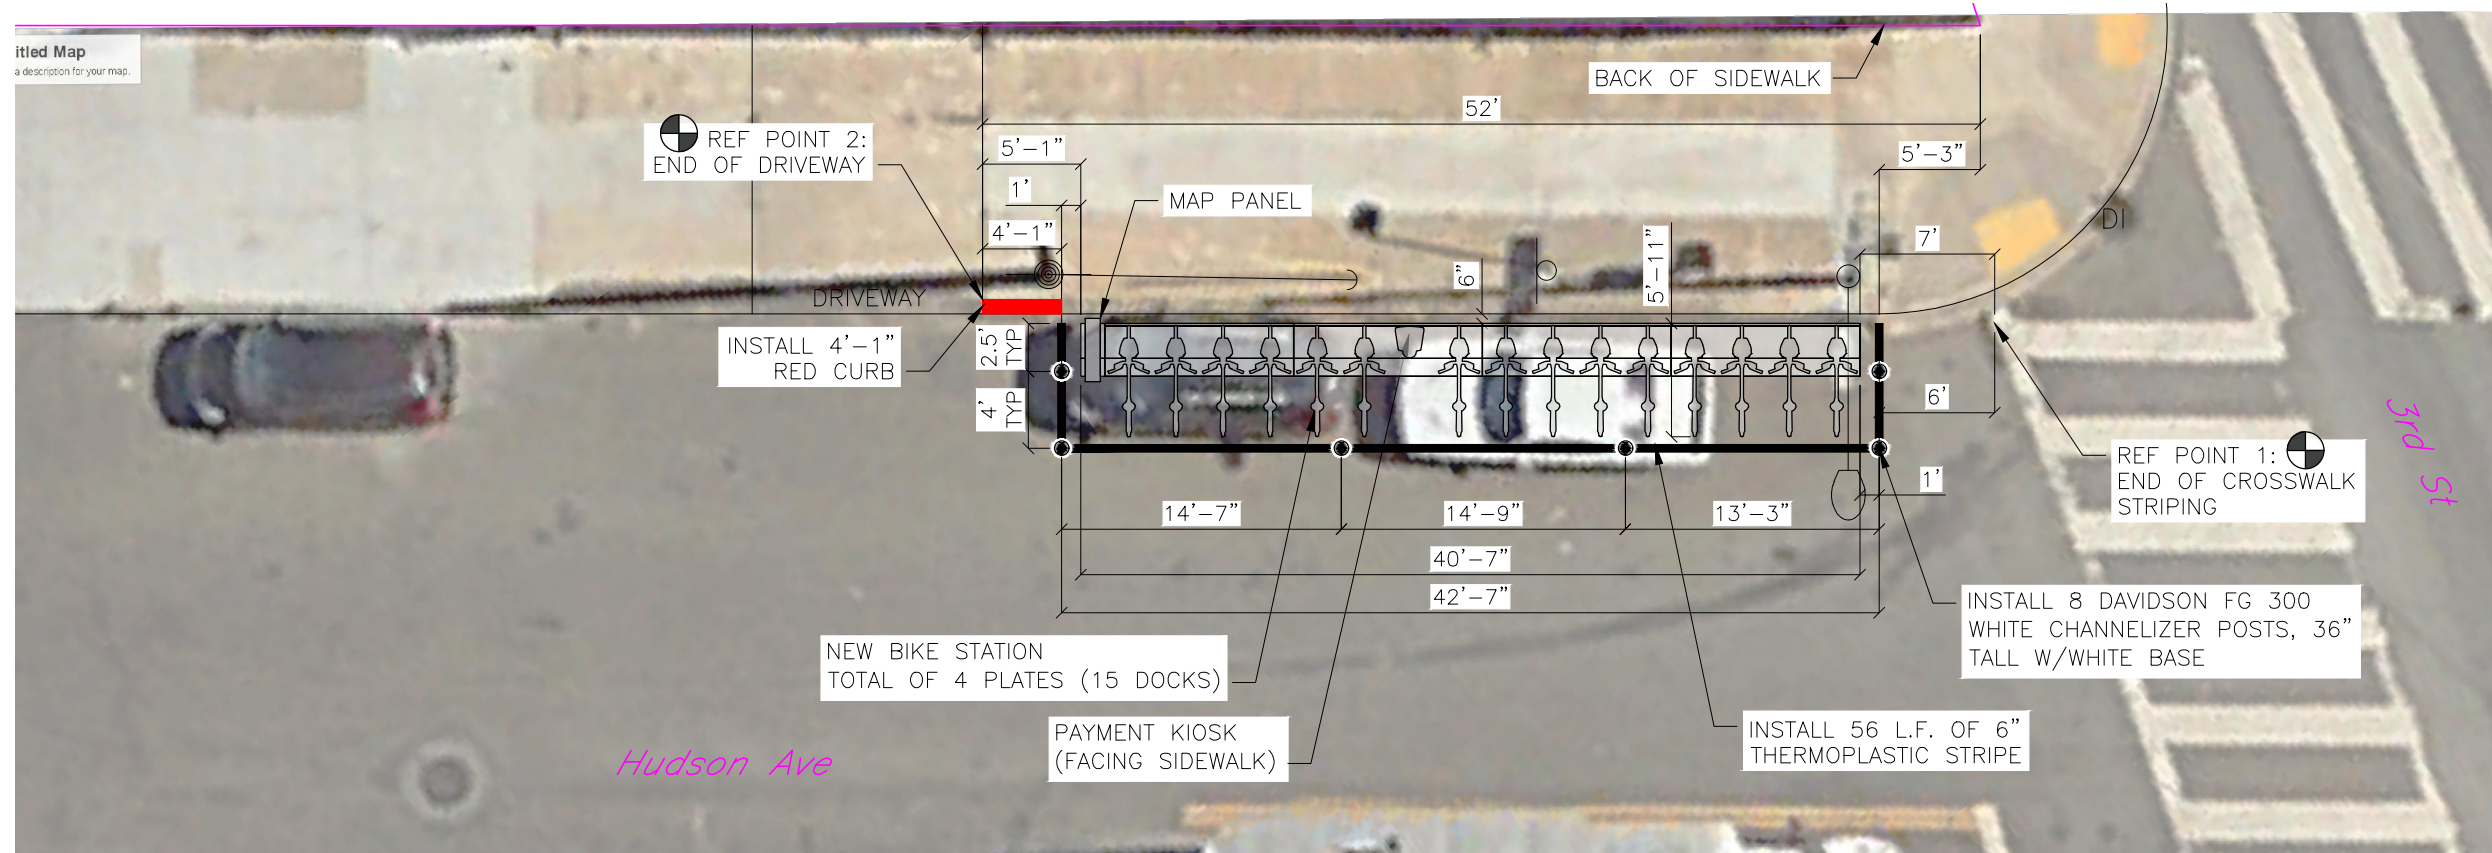 itled Map
a description for your map.
BACK OF SIDEWALK
52'
REF POINT 2:
END OF DRIVEWAY
5'-1"
5'-3"
1'
MAP PANEL
4'-1"
7'
DI
6"
5'-11"
DRIVEWAY
INSTALL 4'-1"
RED CURB
2.5'
TYP
4'
TYP
6'
3rd St
REF POINT 1:
END OF CROSSWALK
STRIPING
1'
14'-7"
14'-9"
13'-3"
40'-7"
42'-7"
INSTALL 8 DAVIDSON FG 300
WHITE CHANNELIZER POSTS, 36"
TALL W/WHITE BASE
NEW BIKE STATION
TOTAL OF 4 PLATES (15 DOCKS)
PAYMENT KIOSK
(FACING SIDEWALK)
INSTALL 56 L.F. OF 6"
THERMOPLASTIC STRIPE
Hudson Ave